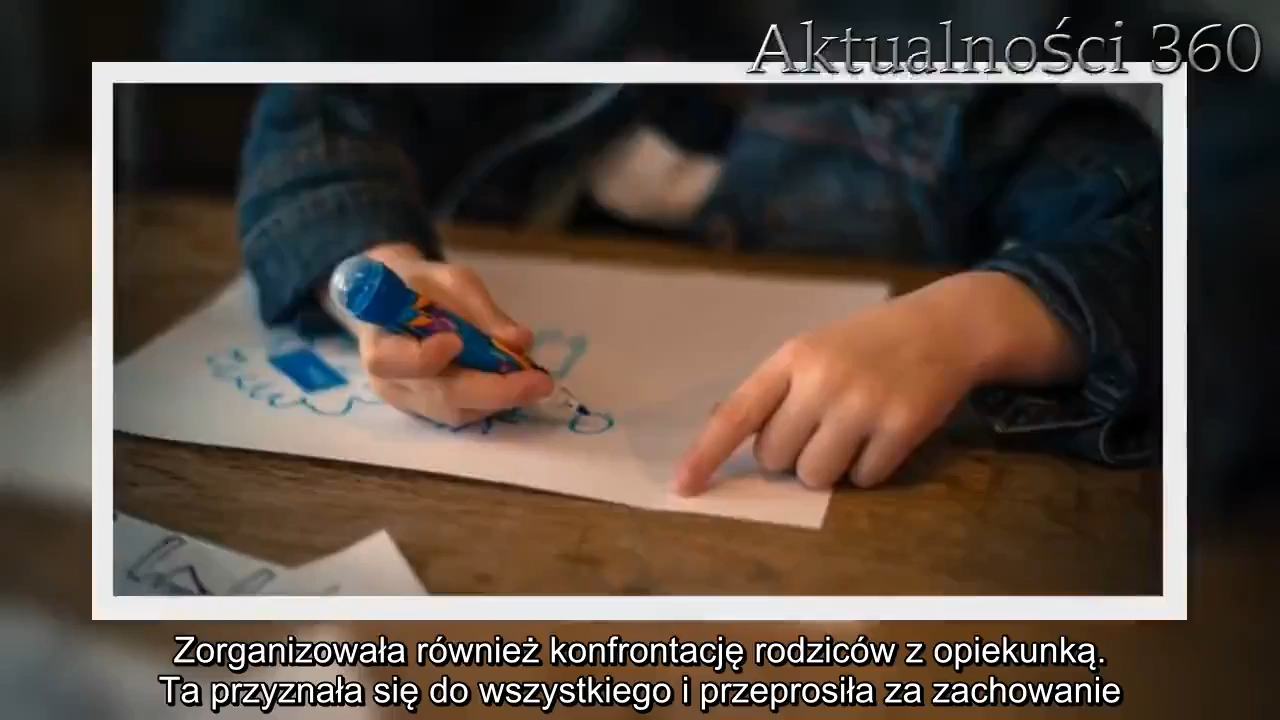 Aktualności 360
Zorganizowała również konfrontację rodziców z opiekunką.
Ta przyznała się do wszystkiego i przeprosiła za zachowanie